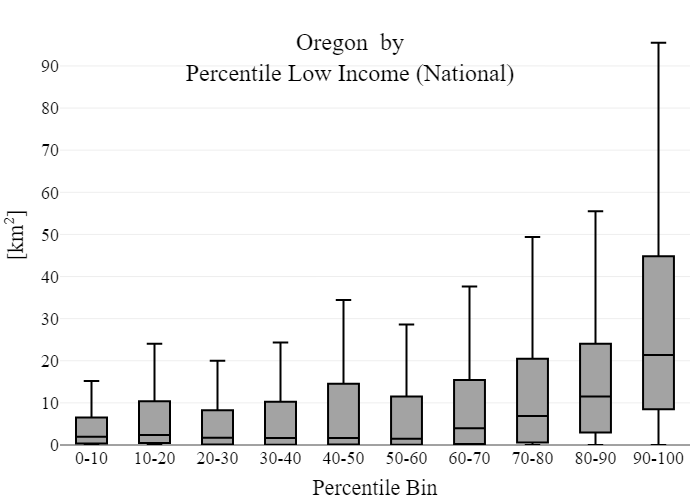 Oregon by
Percentile Low Income (National)
[km²]
90
80
70
60
50
40
30
20
10
0
0-10 10-20 20-30 30-40 40-50 50-60 60-70 70-80 80-90 90-100
Percentile Bin